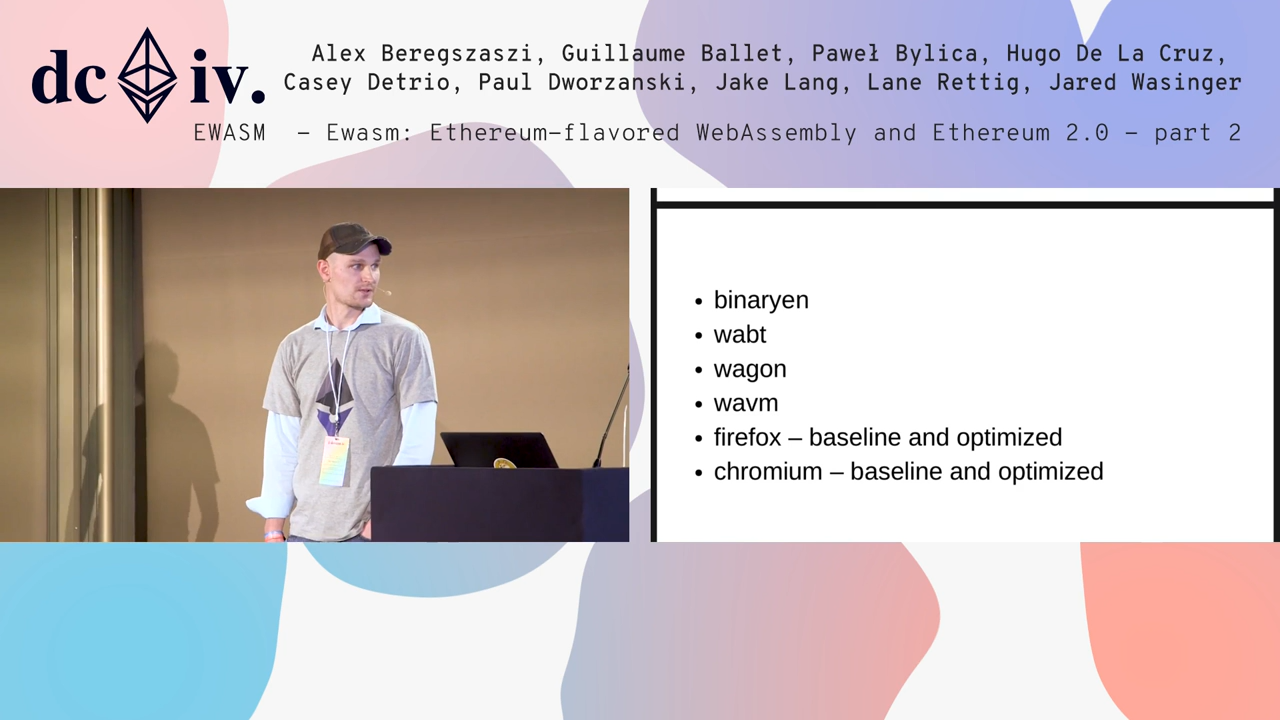 dc iv.
Alex Beregszaszi, Guillaume Ballet, Paweł Bylica, Hugo De La Cruz,
Casey Detrio, Paul Dworzanski, Jake Lang, Lane Rettig, Jared Wasinger
EWASM – Ewasm: Ethereum-flavored WebAssembly and Ethereum 2.0 - part 2
• binaryen
• wabt
• wagon
• wavm
• firefox – baseline and optimized
• chromium – baseline and optimized